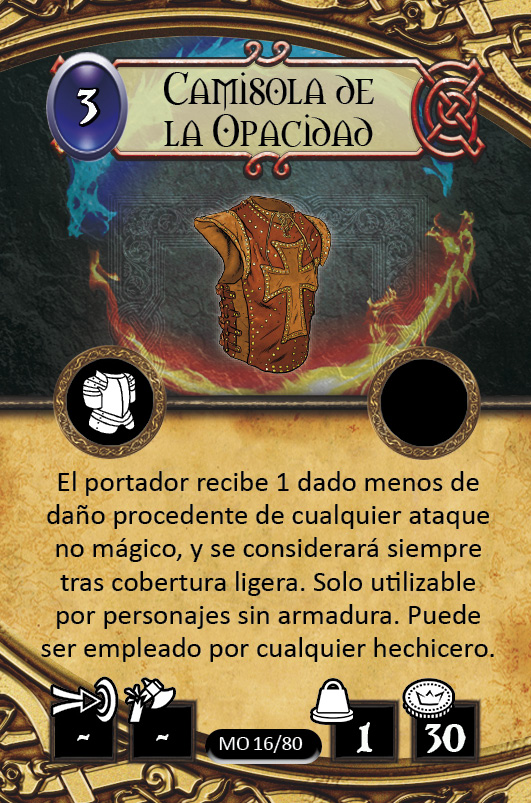 3
Camisola de
la Opacidad
El portador recibe 1 dado menos de
daño procedente de cualquier ataque
no mágico, y se considerará siempre
tras cobertura ligera. Solo utilizable
por personajes sin armadura. Puede
ser empleado por cualquier hechicero.
~ ~ MO 16/80 1 30